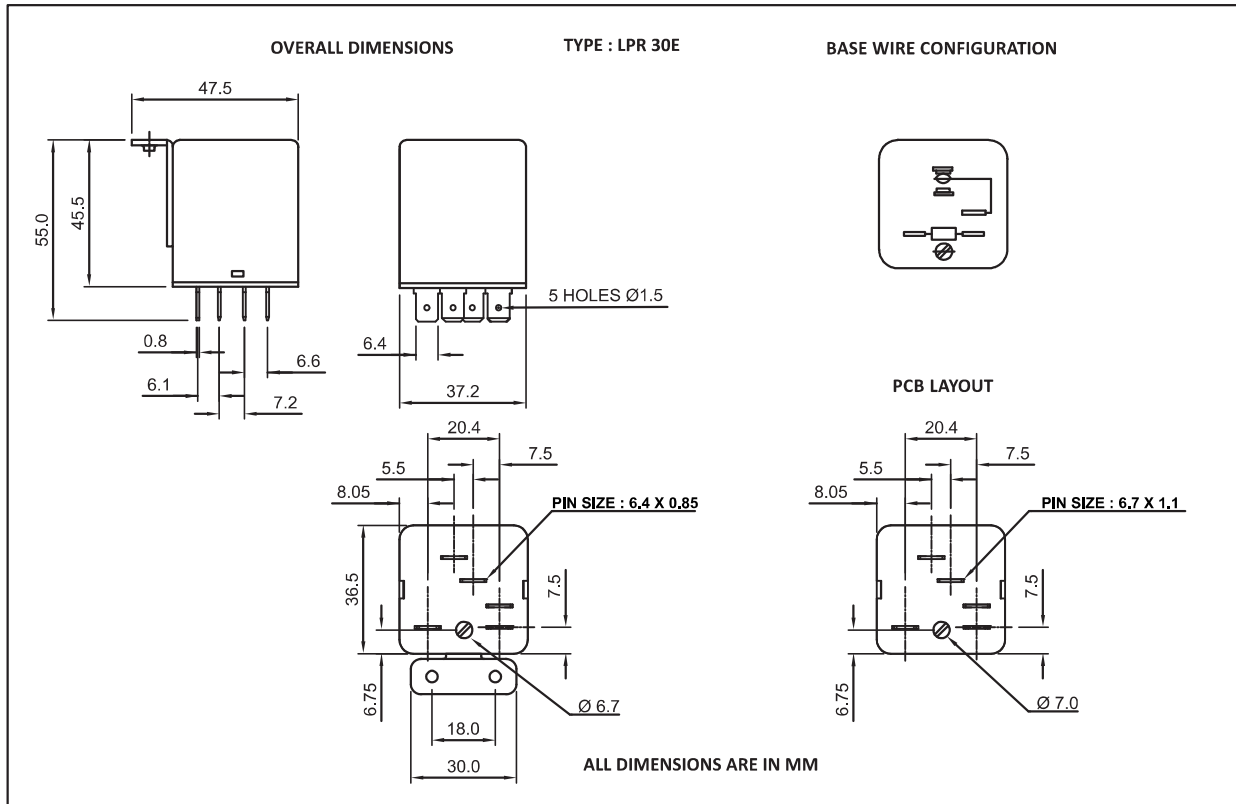 OVERALL DIMENSIONS
TYPE : LPR 30E
BASE WIRE CONFIGURATION
47.5
55.0
45.5
5 HOLES Ø1.5
0.8
6.6
6.4
6.1
7.2
37.2
PCB LAYOUT
20.4
7.5
5.5
8.05
PIN SIZE : 6.4 X 0.85
36.5
7.5
6.75
Ø 6.7
18.0
30.0
20.4
7.5
5.5
8.05
PIN SIZE : 6.7 X 1.1
7.5
6.75
Ø 7.0
ALL DIMENSIONS ARE IN MM